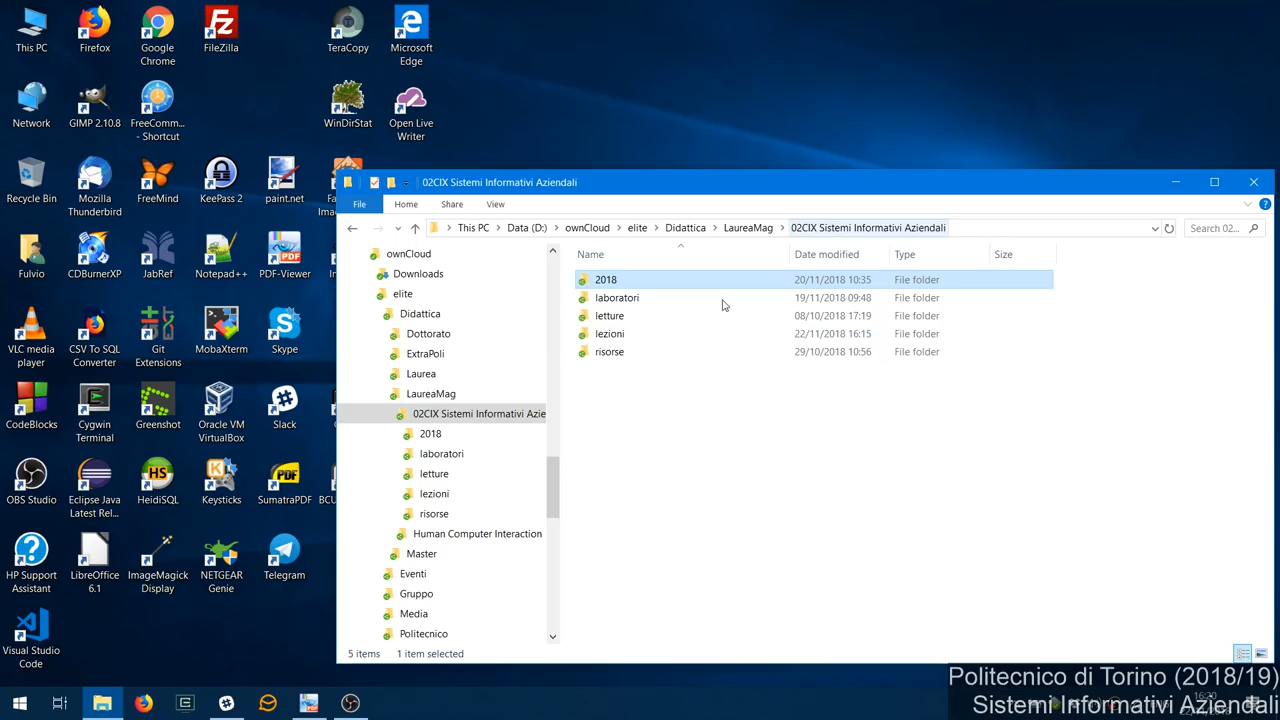 This PC
Firefox
Google
Chrome
FileZilla
TeraCopy
Microsoft
Edge
Network
GIMP 2.10.8
FreeComm...
- Shortcut
WinDirStat
Open Live
Writer
Recycle Bin
Mozilla
Thunderbird
FreeMind
KeePass 2
paint.net
Fulvio
CDBurnerXP
JabRef
Notepad++
PDF-Viewer
VLC media
player
CSV To SQL
Converter
Git
Extensions
MobaXterm
Skype
CodeBlocks
Cygwin
Terminal
Greenshot
Oracle VM
VirtualBox
Slack
OBS Studio
Eclipse Java
Latest Rel...
HeidiSQL
Keysticks
SumatraPDF
BCU
HP Support
Assistant
LibreOffice
6.1
ImageMagick
Display
NETGEAR
Genie
Telegram
Visual Studio
Code
02CIX Sistemi Informativi Aziendali
File
Home
Share
View
This PC
Data (D:)
ownCloud
elite
Didattica
LaureaMag
02CIX Sistemi Informativi Aziendali
Search 02...
ownCloud
Downloads
elite
Didattica
Dottorato
ExtraPoli
Laurea
LaureaMag
02CIX Sistemi Informativi Azie
2018
laboratori
letture
lezioni
risorse
Human Computer Interaction
Master
Eventi
Gruppo
Media
Politecnico
Name Date modified Type Size
2018 20/11/2018 10:35 File folder
laboratori 19/11/2018 09:48 File folder
letture 08/10/2018 17:19 File folder
lezioni 22/11/2018 16:15 File folder
risorse 29/10/2018 10:56 File folder
5 items 1 item selected
Politecnico di Torino (2018/19)
Sistemi Informativi Aziendali
16:20